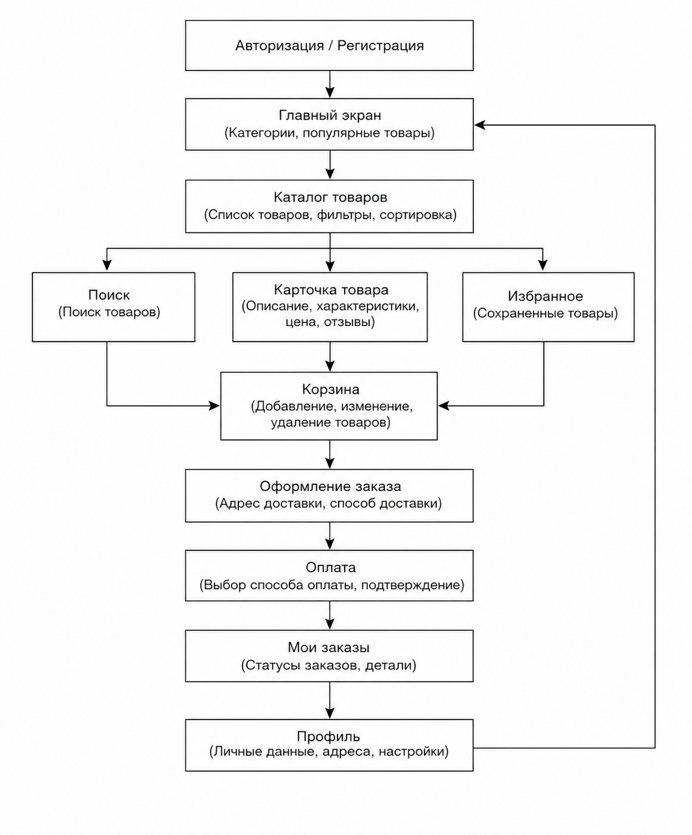 Авторизация / Регистрация
Главный экран
(Категории, популярные товары)
Каталог товаров
(Список товаров, фильтры, сортировка)
Поиск
(Поиск товаров)
Карточка товара
(Описание, характеристики,
цена, отзывы)
Избранное
(Сохраненные товары)
Корзина
(Добавление, изменение,
удаление товаров)
Оформление заказа
(Адрес доставки, способ доставки)
Оплата
(Выбор способа оплаты, подтверждение)
Мои заказы
(Статусы заказов, детали)
Профиль
(Личные данные, адреса, настройки)